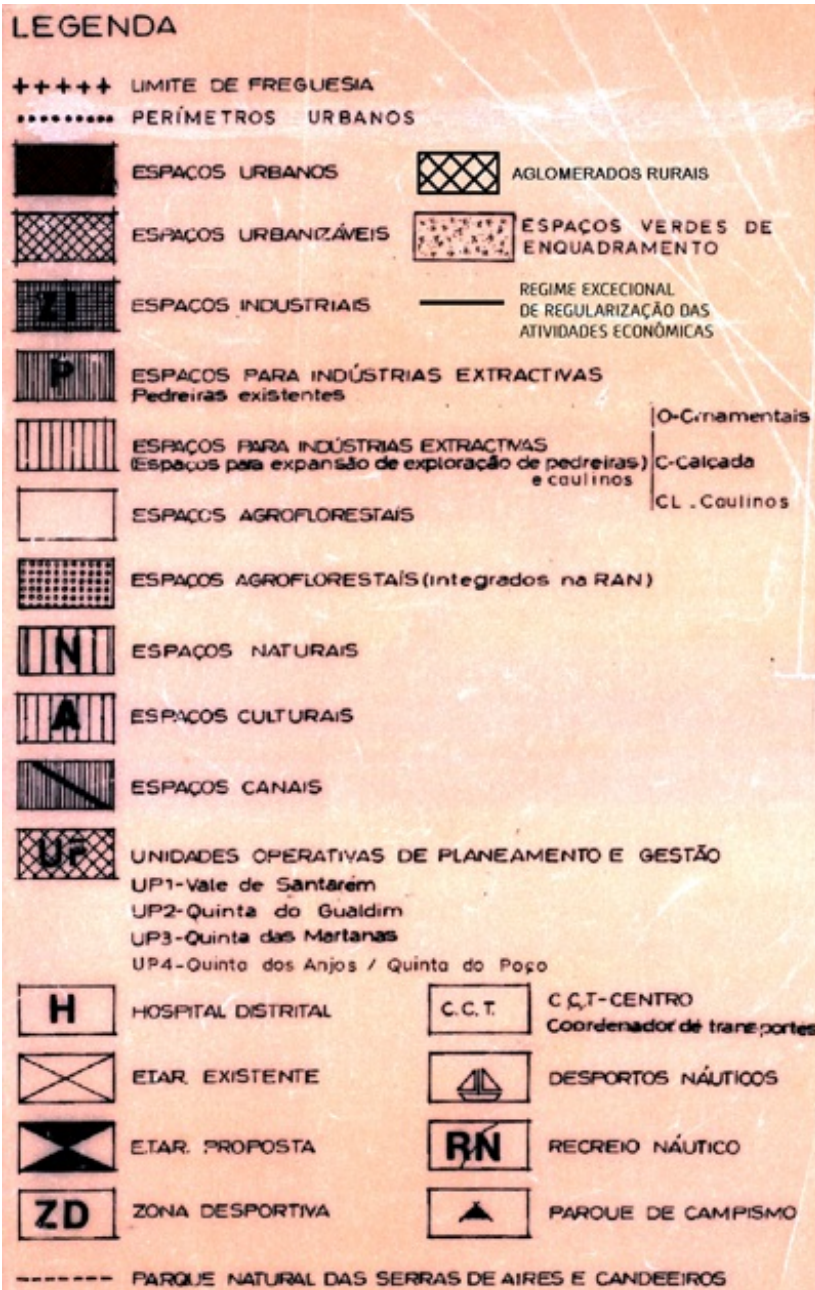 LEGENDA
LIMITE DE FREGUESIA
PERÍMETROS URBANOS
ESPAÇOS URBANOS
AGLOMERADOS RURAIS
ESPAÇOS URBANIZÁVEIS
ESPAÇOS VERDES DE
ENQUADRAMENTO
ZI
ESPAÇOS INDUSTRIAIS
REGIME EXCECIONAL
DE REGULARIZAÇÃO DAS
ATIVIDADES ECONÔMICAS
P
ESPACOS PARA INDÚSTRIAS EXTRACTIVAS
Pedreiras existentes
ESPAÇOS PARA INDÚSTRIAS EXTRACTIVAS
(Espaços para expansão de exploração de pedreiras)
e caulinos
O-Ornamentais
C-Calçada
CL . Caulinos
ESPAÇOS AGROFLORESTAÍS
ESPAÇOS AGROFLORESTAÍS (integrados na RAN)
N
ESPAÇOS NATURAIS
A
ESPAÇOS CULTURAIS
ESPAÇOS CANAIS
UP
UNIDADES OPERATIVAS DE PLANEAMENTO E GESTÃO
UP1-Vale de Santarém
UP2-Quinta do Gualdim
UP3-Quinta das Martanas
UP4-Quinta dos Anjos / Quinta do Poço
H
HOSPITAL DISTRITAL
C.C.T.
C.C.T-CENTRO
Coordenador de transportes
ETAR. EXISTENTE
DESPORTOS NÁUTICOS
E.TAR. PROPOSTA
RN
RECREIO NÁUTICO
ZD
ZONA DESPORTIVA
PARQUE DE CAMPISMO
PARQUE NATURAL DAS SERRAS DE AIRES E CANDEEIROS